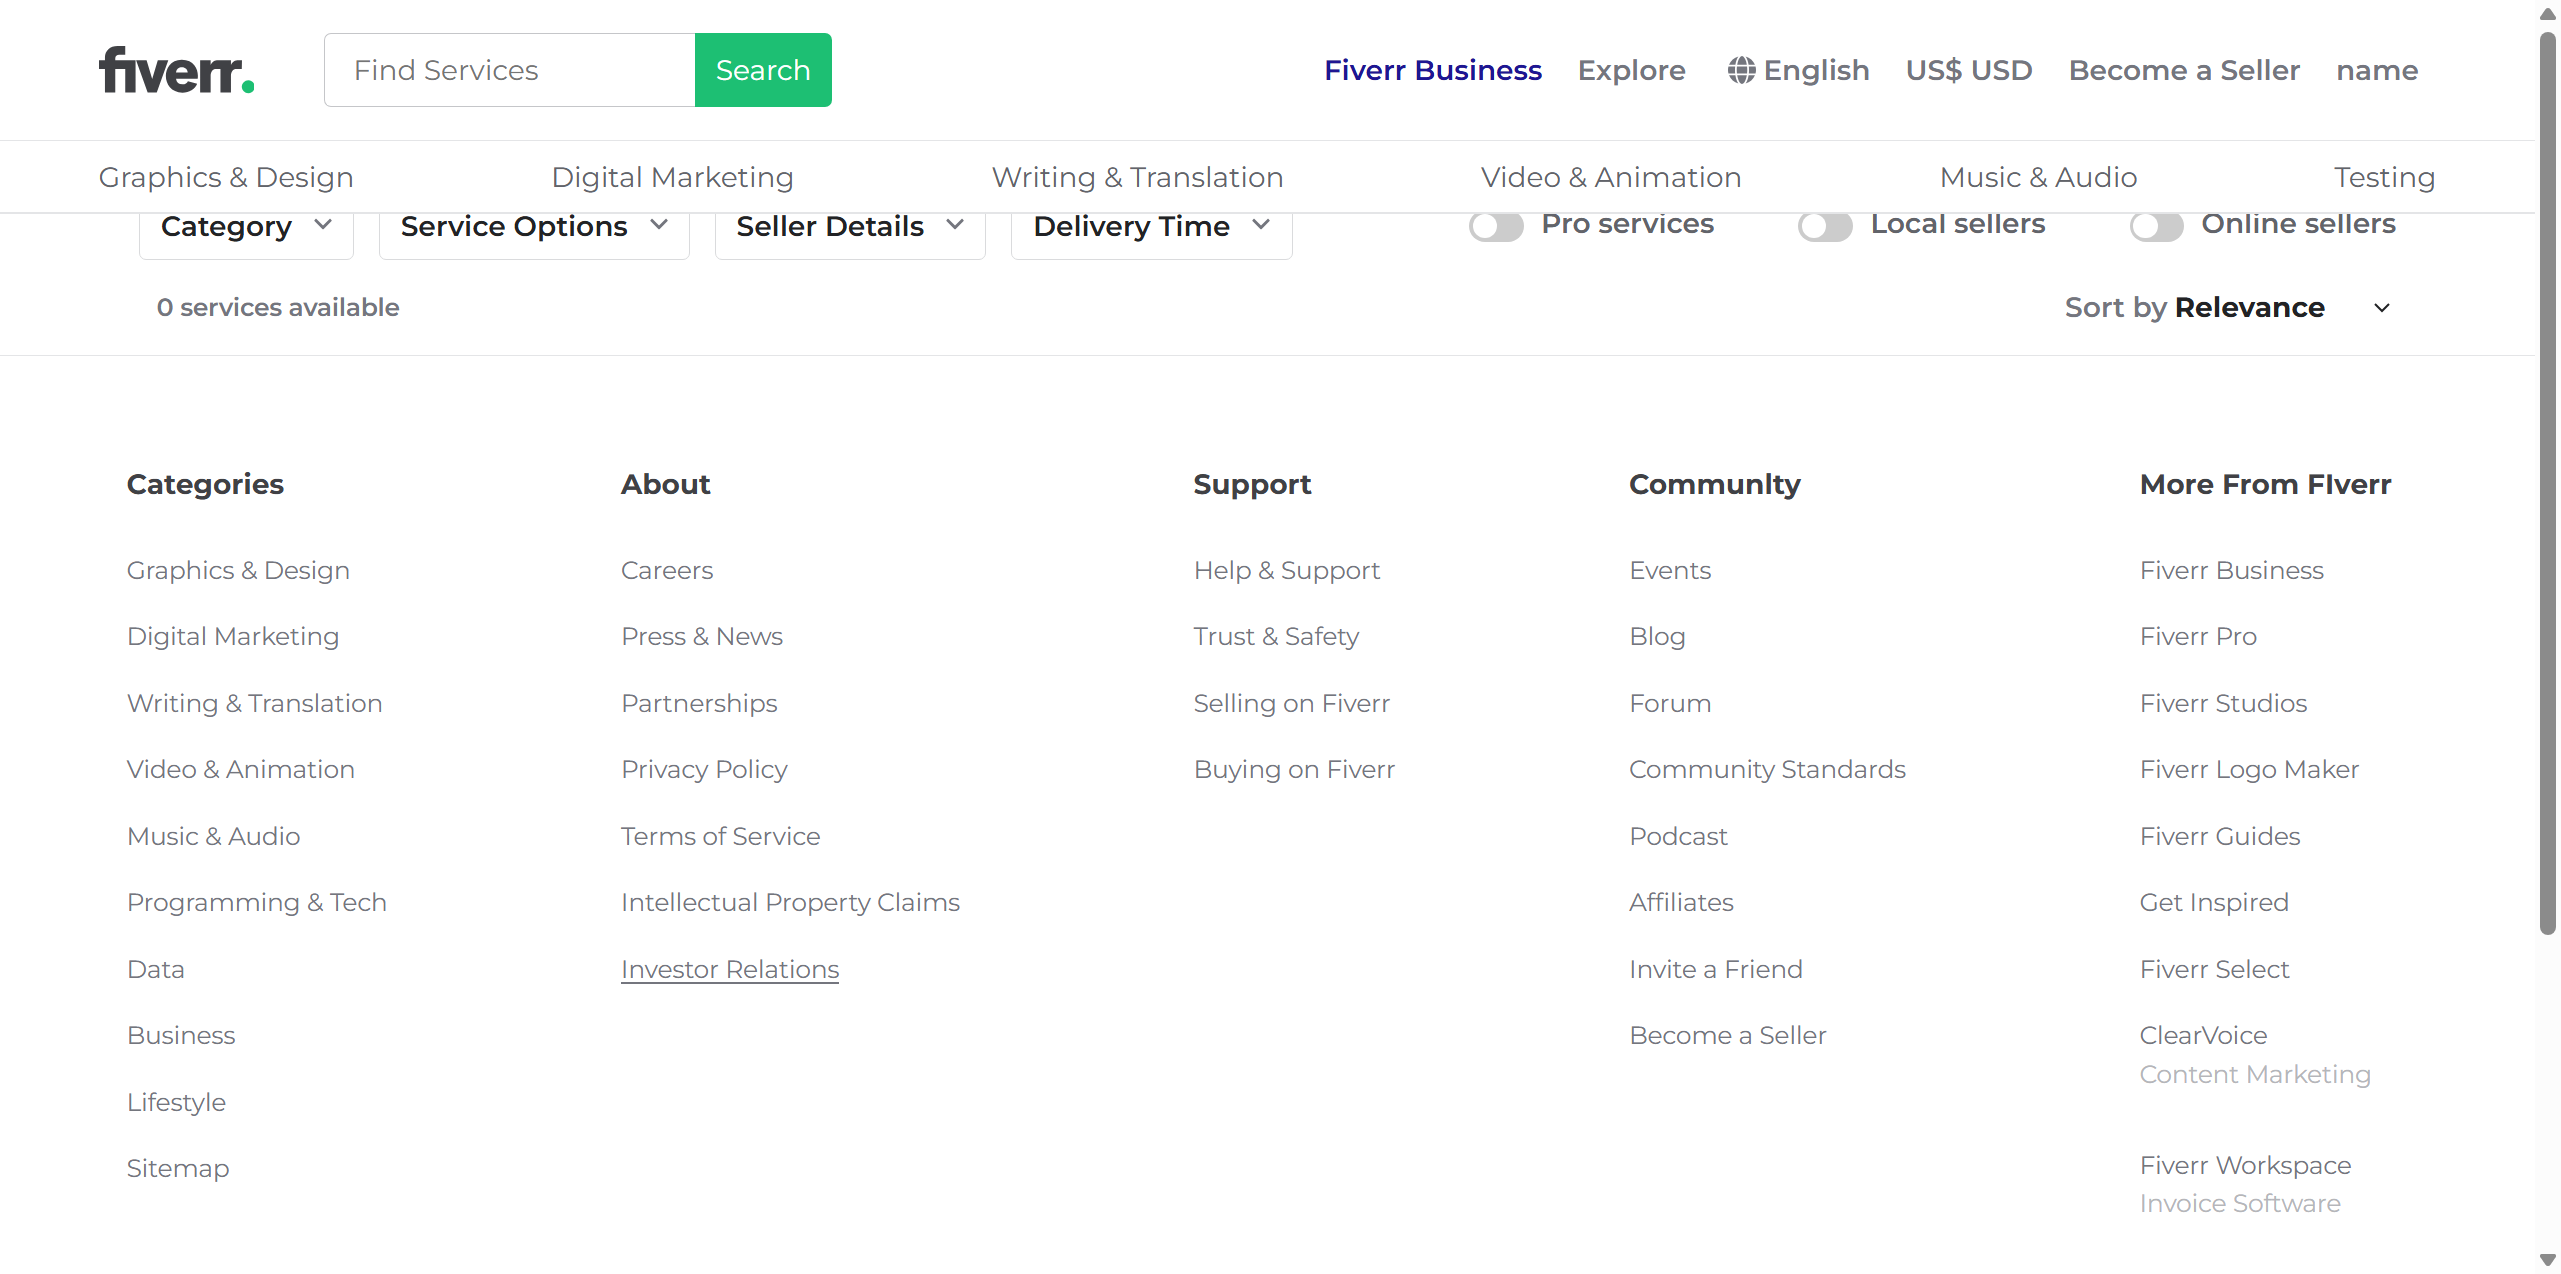 fiverr.
Find Services
Search
Fiverr Business
Explore
English
US$ USD
Become a Seller
name
Graphics & Design
Digital Marketing
Writing & Translation
Video & Animation
Music & Audio
Testing
Category
Service Options
Seller Details
Delivery Time
Pro services
Local sellers
Online sellers
0 services available
Sort by Relevance
Categories
Graphics & Design
Digital Marketing
Writing & Translation
Video & Animation
Music & Audio
Programming & Tech
Data
Business
Lifestyle
Sitemap
About
Careers
Press & News
Partnerships
Privacy Policy
Terms of Service
Intellectual Property Claims
Investor Relations
Support
Help & Support
Trust & Safety
Selling on Fiverr
Buying on Fiverr
Communlty
Events
Blog
Forum
Community Standards
Podcast
Affiliates
Invite a Friend
Become a Seller
More From FIverr
Fiverr Business
Fiverr Pro
Fiverr Studios
Fiverr Logo Maker
Fiverr Guides
Get Inspired
Fiverr Select
ClearVoice
Content Marketing
Fiverr Workspace
Invoice Software